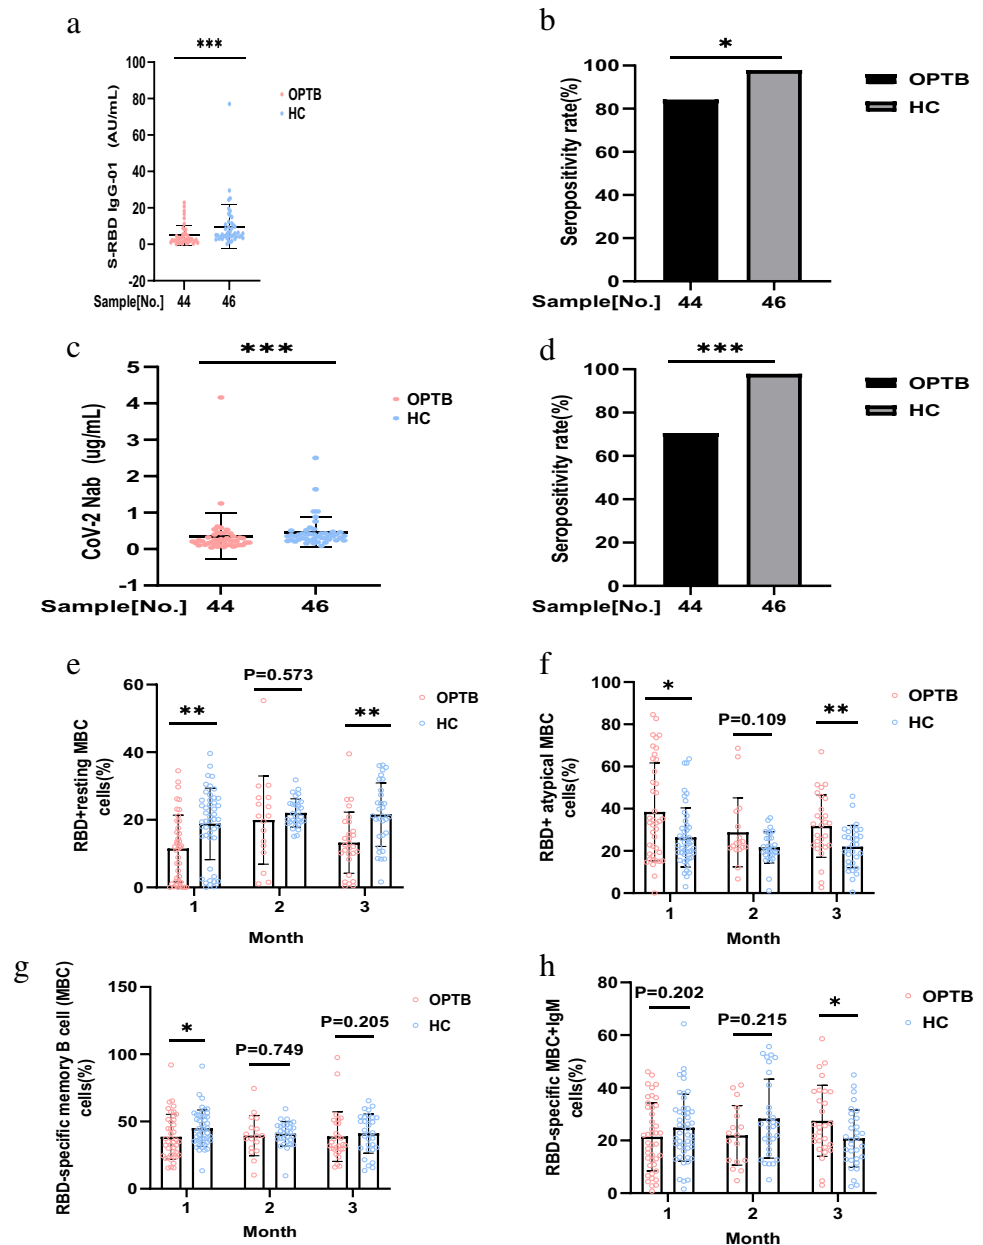 a
***
100
80
60
40
20
0
-20
S-RBD IgG-01 (AU/mL)
OPTB
HC
Sample[No.] 44 46
b
*
100
80
60
40
20
0
Seropositivity rate(%)
OPTB
HC
Sample[No.] 44 46
c
***
5
4
3
2
1
0
-1
CoV-2 Nab (ug/mL)
OPTB
HC
Sample[No.] 44 46
d
***
100
80
60
40
20
0
Seropositivity rate(%)
OPTB
HC
Sample[No.] 44 46
e
** P=0.573 **
60
40
20
0
RBD+resting MBC
cells(%)
OPTB
HC
1 2 3
Month
f
* P=0.109 **
100
80
60
40
20
0
RBD+ atypical MBC
cells(%)
OPTB
HC
1 2 3
Month
g
* P=0.749 P=0.205
150
100
50
0
RBD-specific memory B cell (MBC)
cells(%)
OPTB
HC
1 2 3
Month
h
P=0.202 P=0.215 *
80
60
40
20
0
RBD-specific MBC+IgM
cells(%)
OPTB
HC
1 2 3
Month